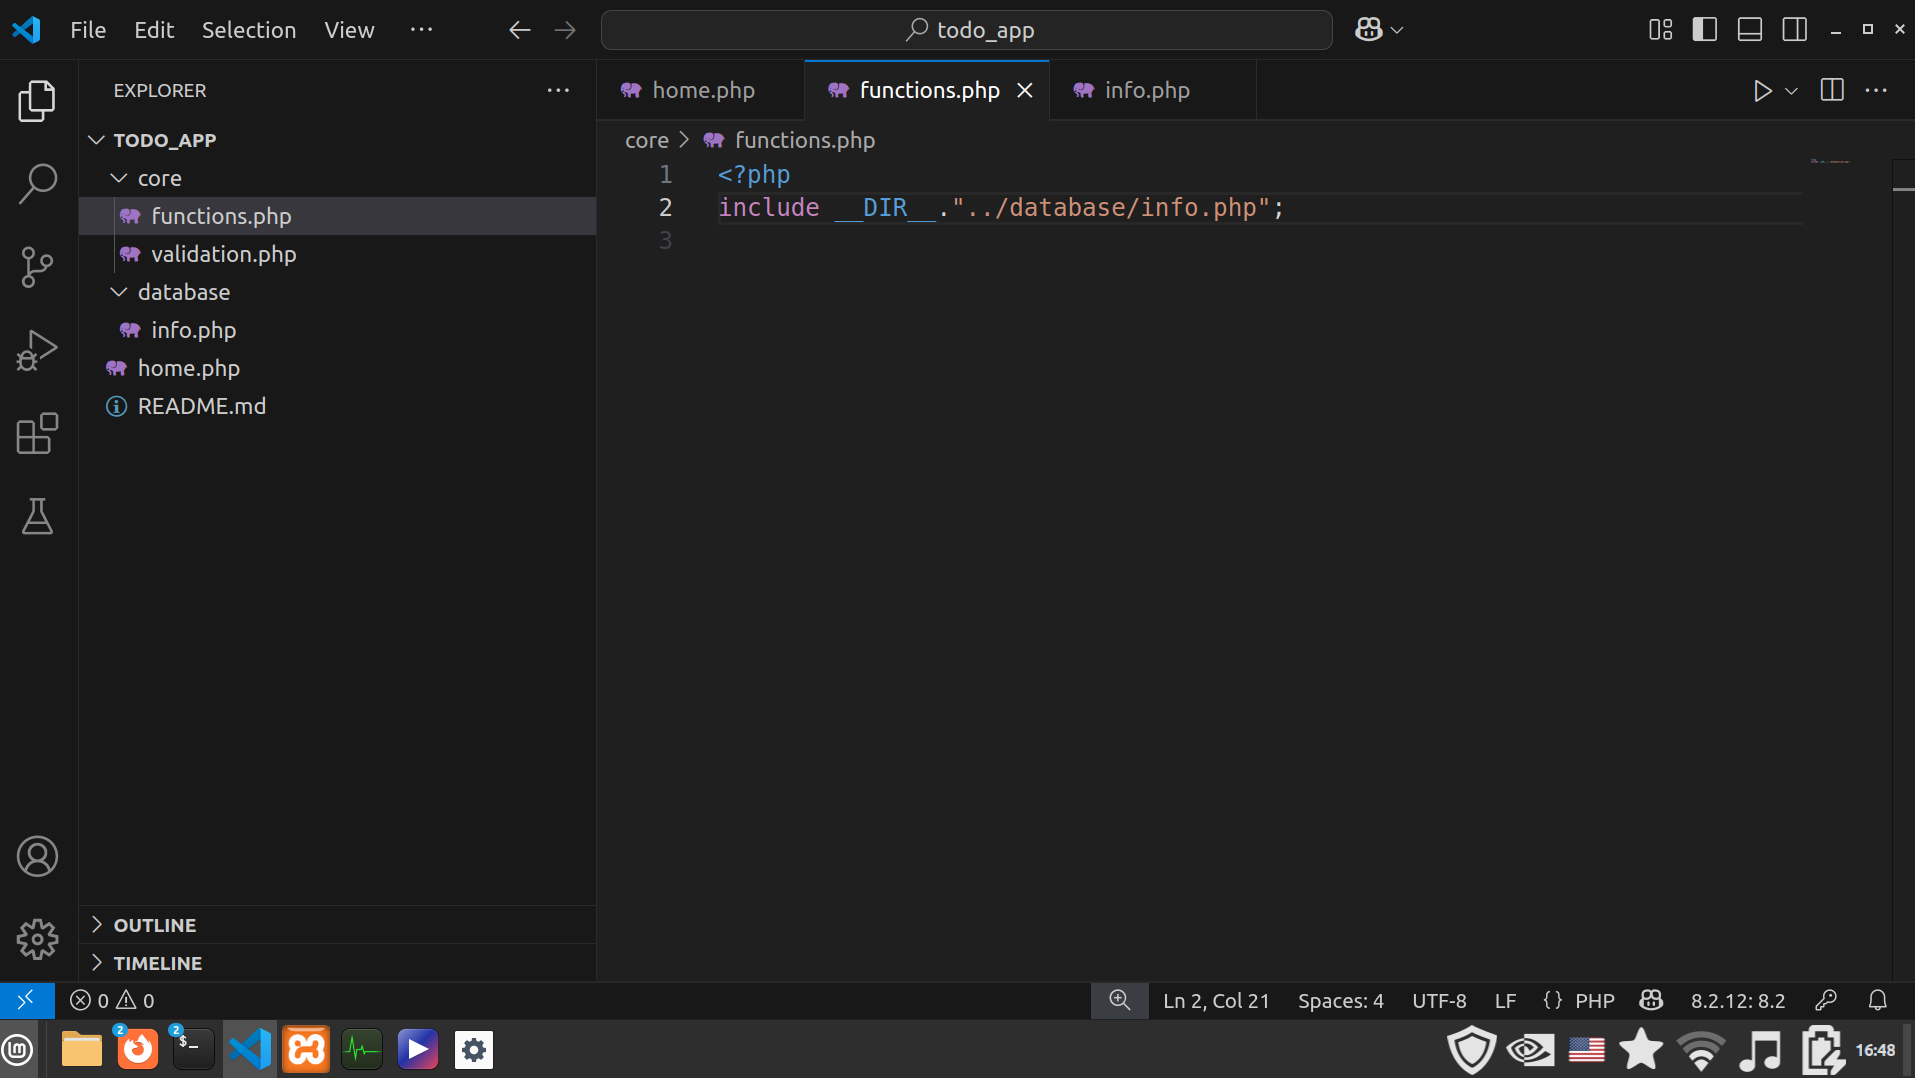 File Edit Selection View ···
todo_app
EXPLORER ···
TODO_APP
core
functions.php
validation.php
database
info.php
home.php
README.md
OUTLINE
TIMELINE
home.php functions.php info.php
core > functions.php
1 <?php
2 include __DIR__."../database/info.php";
3
0 0
Ln 2, Col 21 Spaces: 4 UTF-8 LF {} PHP 8.2.12: 8.2
2 2 $_
16:48